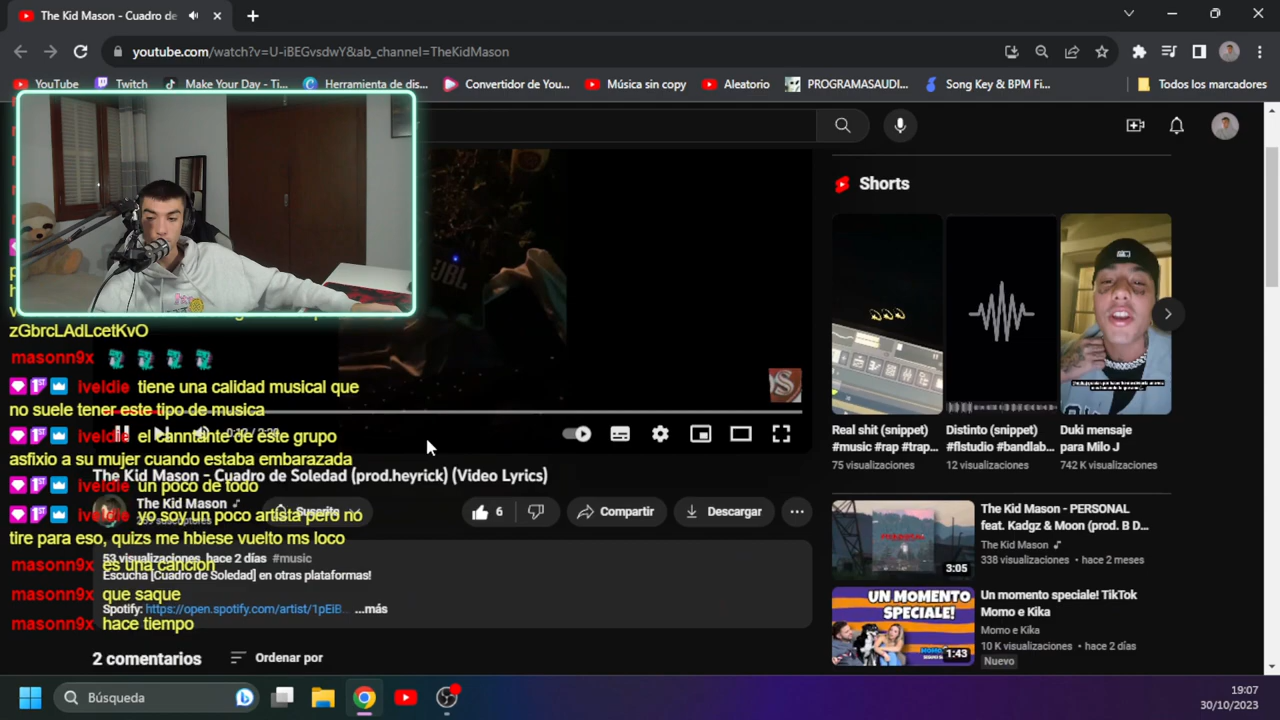 The Kid Mason - Cuadro de
youtube.com/watch?v=U-iBEGvsdwY&ab_channel=TheKidMason
YouTube
Twitch
Make Your Day - Ti...
Herramienta de dis...
Convertidor de You...
Música sin copy
Aleatorio
PROGRAMASAUDI...
Song Key & BPM Fi...
Todos los marcadores
zGbrcLAdLcetKvO
masonn9x
iveldie tiene una calidad musical que
no suele tener este tipo de musica
iveldie el canntante de este grupo
asfixio a su mujer cuando estaba embarazada
iveldie un poco de todo
iveldie yo soy un poco artista pero no
tire para eso, quizs me hbiese vuelto ms loco
masonn9x es una cancion
masonn9x que saque
masonn9x hace tiempo
JBL
The Kid Mason - Cuadro de Soledad (prod.heyrick) (Video Lyrics)
The Kid Mason
Suscrito
6
Compartir
Descargar
53 visualizaciones hace 2 días #music
Escucha [Cuadro de Soledad] en otras plataformas!
Spotify: https://open.spotify.com/artist/1pEiB... ...más
2 comentarios
Ordenar por
Shorts
Real shit (snippet)
#music #rap #trap...
75 visualizaciones
Distinto (snippet)
#flstudio #bandlab...
12 visualizaciones
Duki mensaje
para Milo J
742 K visualizaciones
3:05
The Kid Mason - PERSONAL
feat. Kadgz & Moon (prod. B D...
The Kid Mason
338 visualizaciones • hace 2 meses
UN MOMENTO
SPECIALE!
1:43
Un momento speciale! TikTok
Momo e Kika
Momo e Kika
10 K visualizaciones • hace 2 días
Nuevo
Búsqueda
19:07
30/10/2023